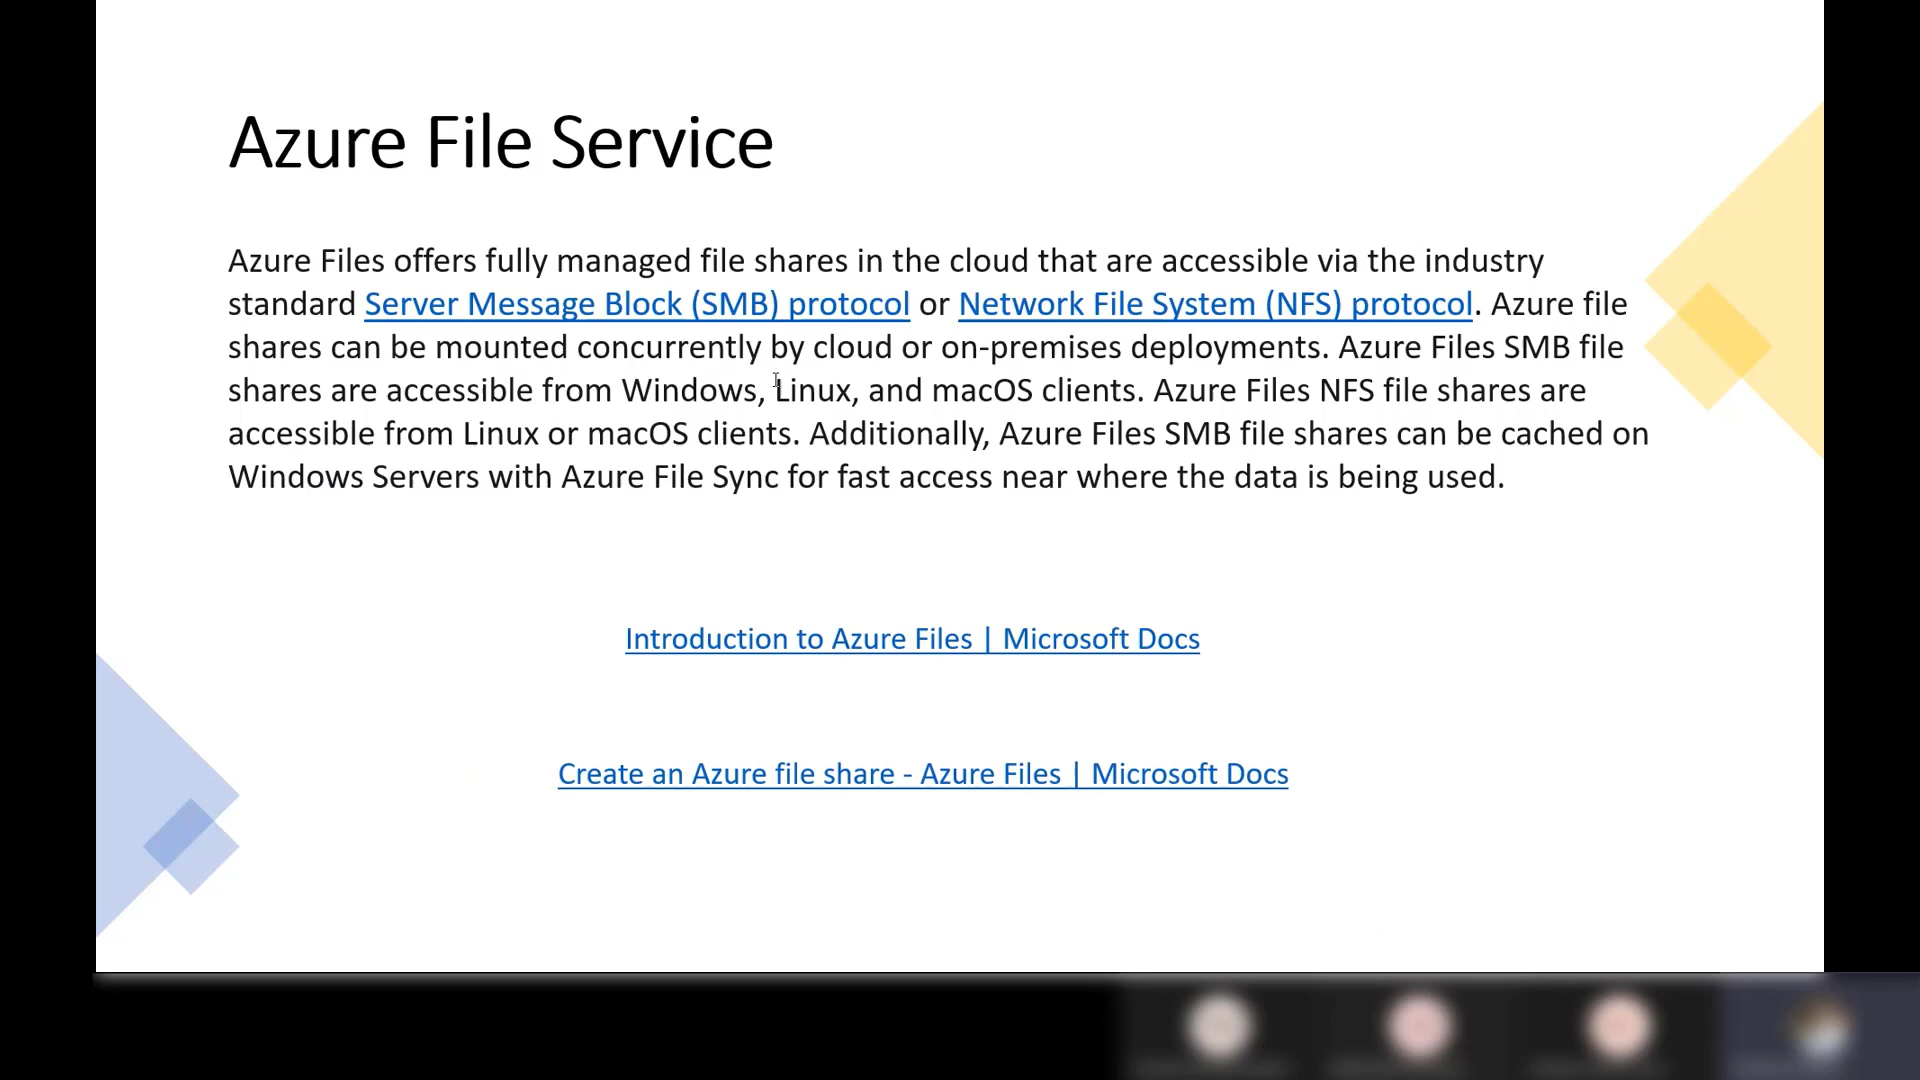 Azure File Service
Azure Files offers fully managed file shares in the cloud that are accessible via the industry
standard Server Message Block (SMB) protocol or Network File System (NFS) protocol. Azure file
shares can be mounted concurrently by cloud or on-premises deployments. Azure Files SMB file
shares are accessible from Windows, Linux, and macOS clients. Azure Files NFS file shares are
accessible from Linux or macOS clients. Additionally, Azure Files SMB file shares can be cached on
Windows Servers with Azure File Sync for fast access near where the data is being used.
Introduction to Azure Files | Microsoft Docs
Create an Azure file share - Azure Files | Microsoft Docs